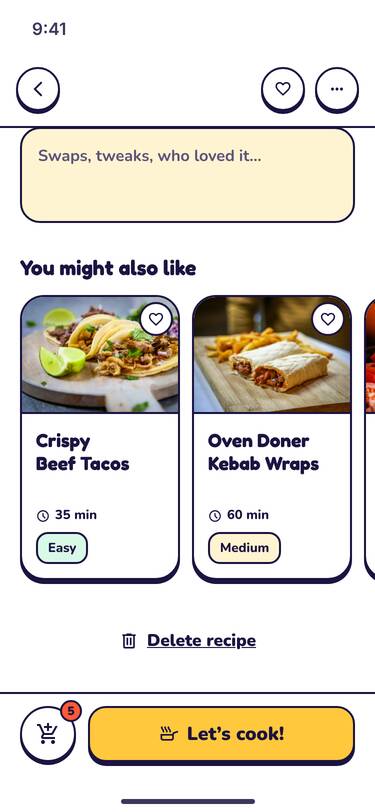 9:41
Swaps, tweaks, who loved it...
You might also like
Crispy
Beef Tacos
35 min
Easy
Oven Doner
Kebab Wraps
60 min
Medium
Delete recipe
5
Let's cook!